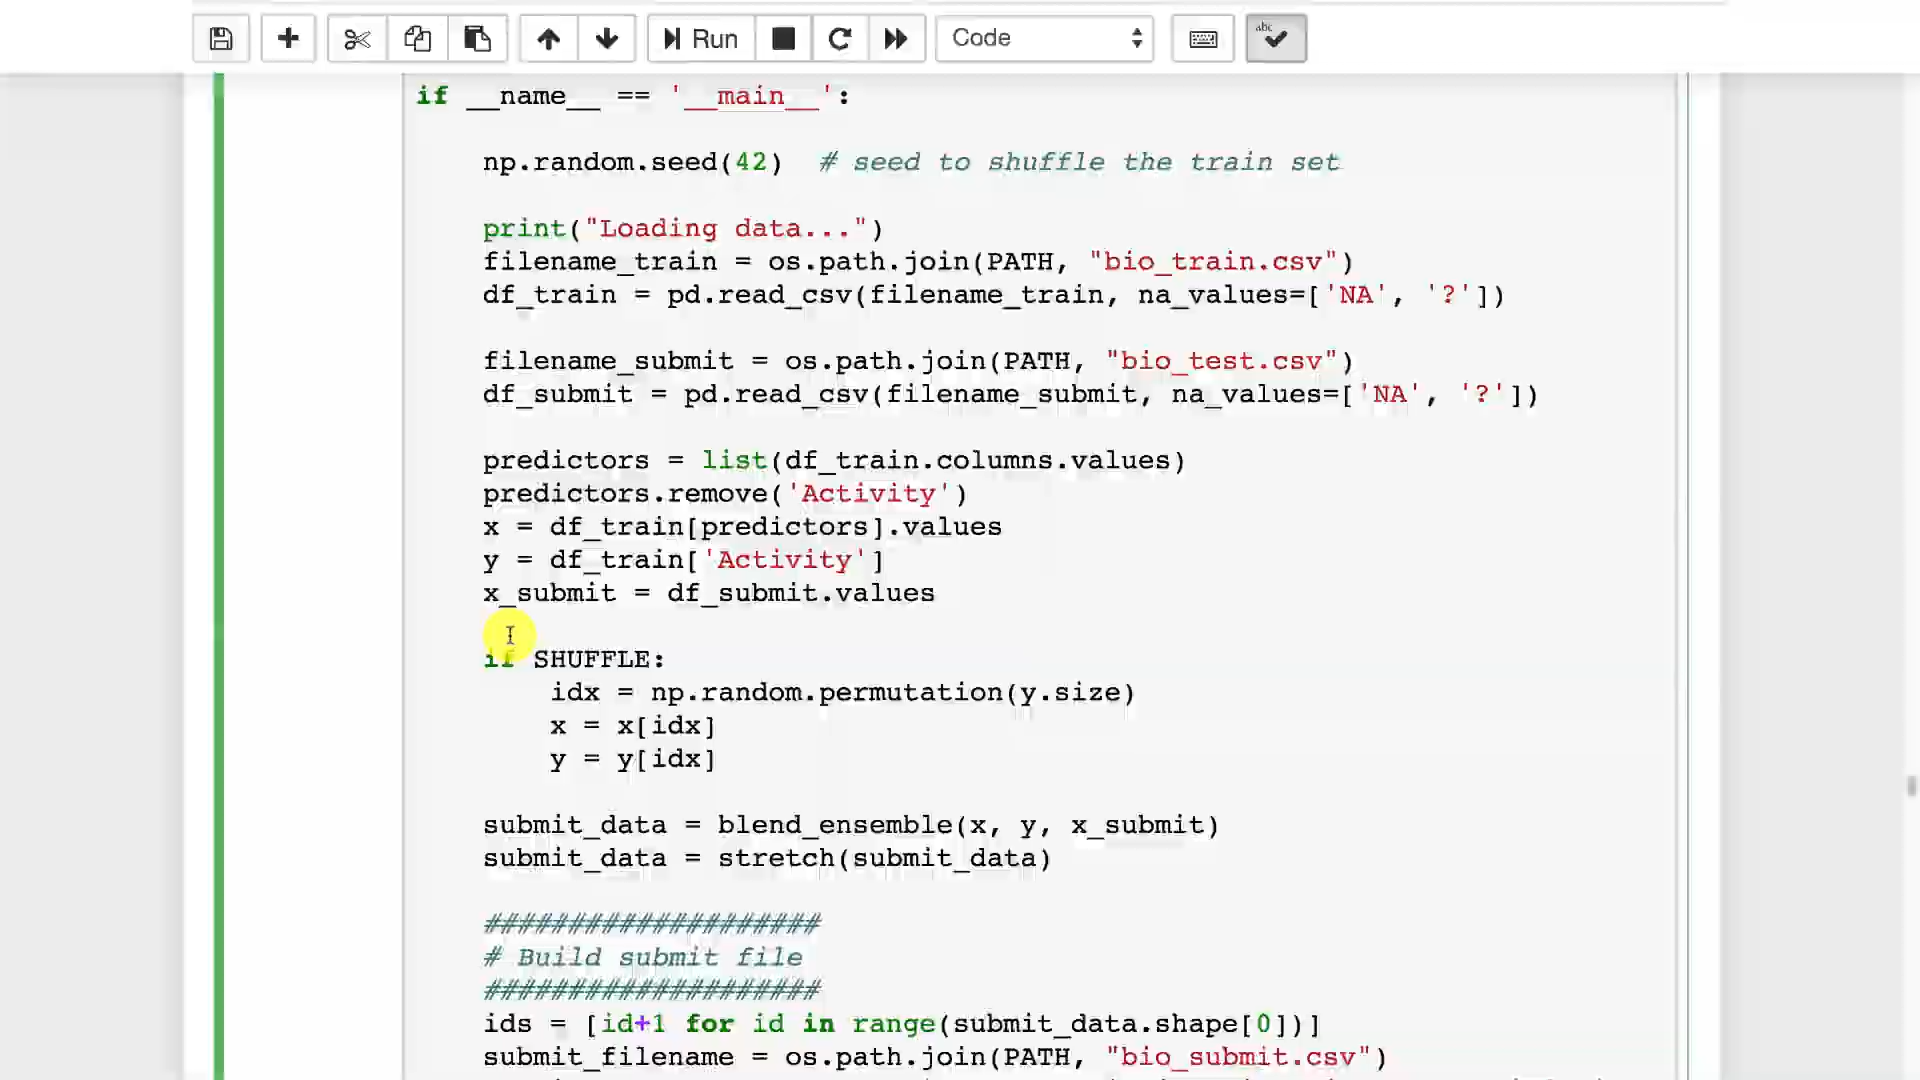 Run
Code
abc
if __name__ == '__main__':
np.random.seed(42)  # seed to shuffle the train set
print("Loading data...")
filename_train = os.path.join(PATH, "bio_train.csv")
df_train = pd.read_csv(filename_train, na_values=['NA', '?'])
filename_submit = os.path.join(PATH, "bio_test.csv")
df_submit = pd.read_csv(filename_submit, na_values=['NA', '?'])
predictors = list(df_train.columns.values)
predictors.remove('Activity')
x = df_train[predictors].values
y = df_train['Activity']
x_submit = df_submit.values
if SHUFFLE:
idx = np.random.permutation(y.size)
x = x[idx]
y = y[idx]
submit_data = blend_ensemble(x, y, x_submit)
submit_data = stretch(submit_data)
####################
# Build submit file
####################
ids = [id+1 for id in range(submit_data.shape[0])]
submit_filename = os.path.join(PATH, "bio_submit.csv")